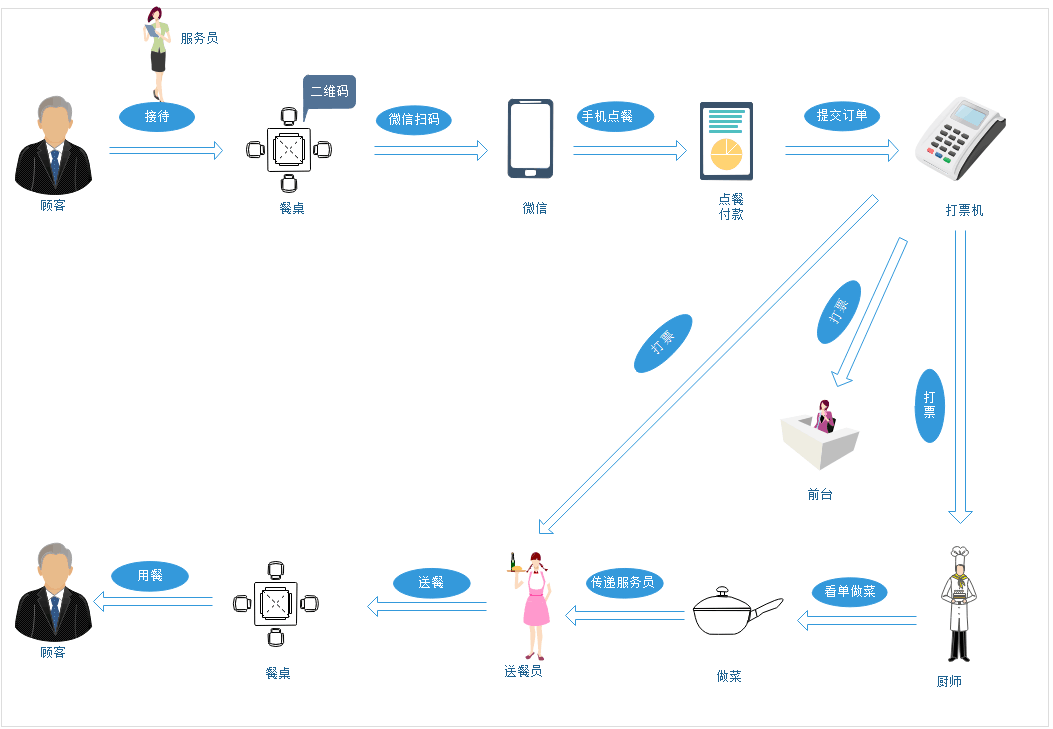 服务员
二维码
接待
微信扫码
手机点餐
提交订单
顾客
餐桌
微信
点餐
付款
打票机
打票
打票
打票
前台
用餐
送餐
传递服务员
看单做菜
顾客
餐桌
送餐员
做菜
厨师